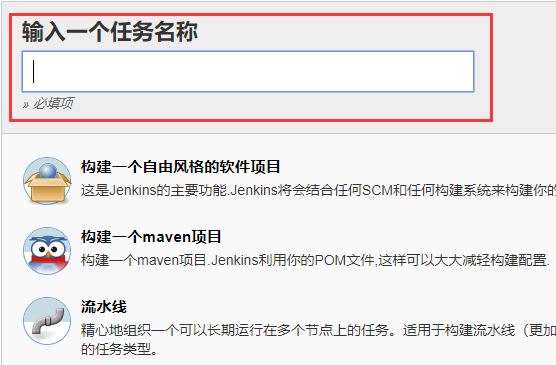 输入一个任务名称
» 必填项
构建一个自由风格的软件项目
这是Jenkins的主要功能.Jenkins将会结合任何SCM和任何构建系统来构建你的
构建一个maven项目
构建一个maven项目.Jenkins利用你的POM文件,这样可以大大减轻构建配置.
流水线
精心地组织一个可以长期运行在多个节点上的任务。适用于构建流水线（更加
的任务类型。